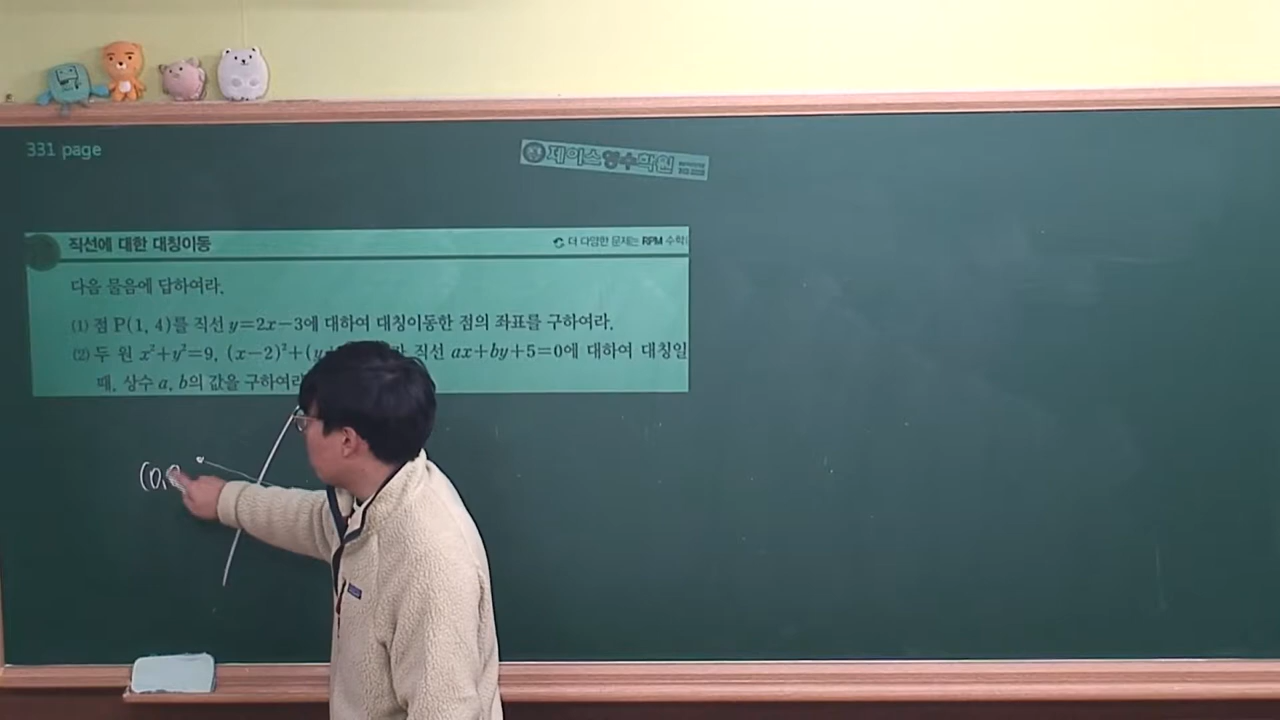 331 page
제이스영수학원
직선에 대한 대칭이동
더 다양한 문제는 RPM 수학
다음 물음에 답하여라.
(1) 점 P(1, 4)를 직선 y=2x-3에 대하여 대칭이동한 점의 좌표를 구하여라.
(2) 두 원 x²+y²=9, (x-2)²+(y 직선 ax+by+5=0에 대하여 대칭일
때, 상수 a, b의 값을 구하여라
(0,